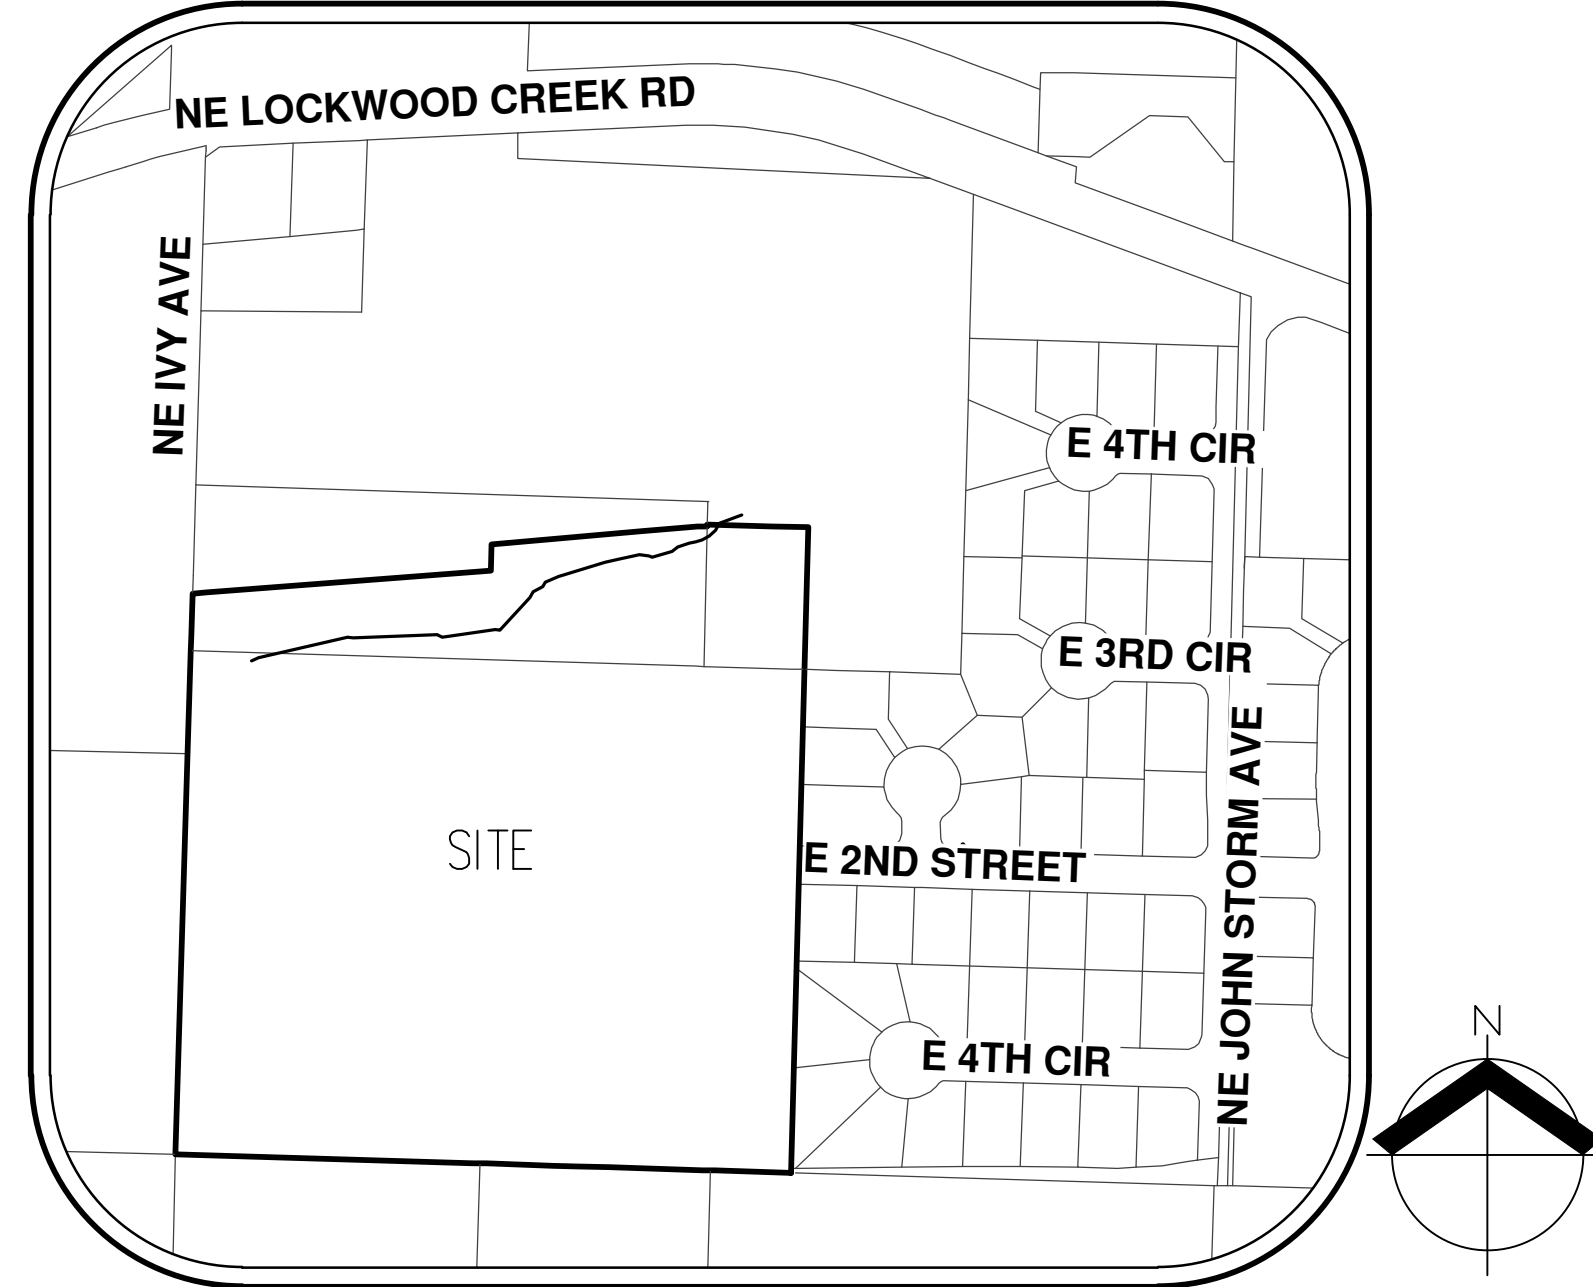 NE LOCKWOOD CREEK RD
NE IVY AVE
E 4TH CIR
E 3RD CIR
NE JOHN STORM AVE
SITE
E 2ND STREET
E 4TH CIR
N